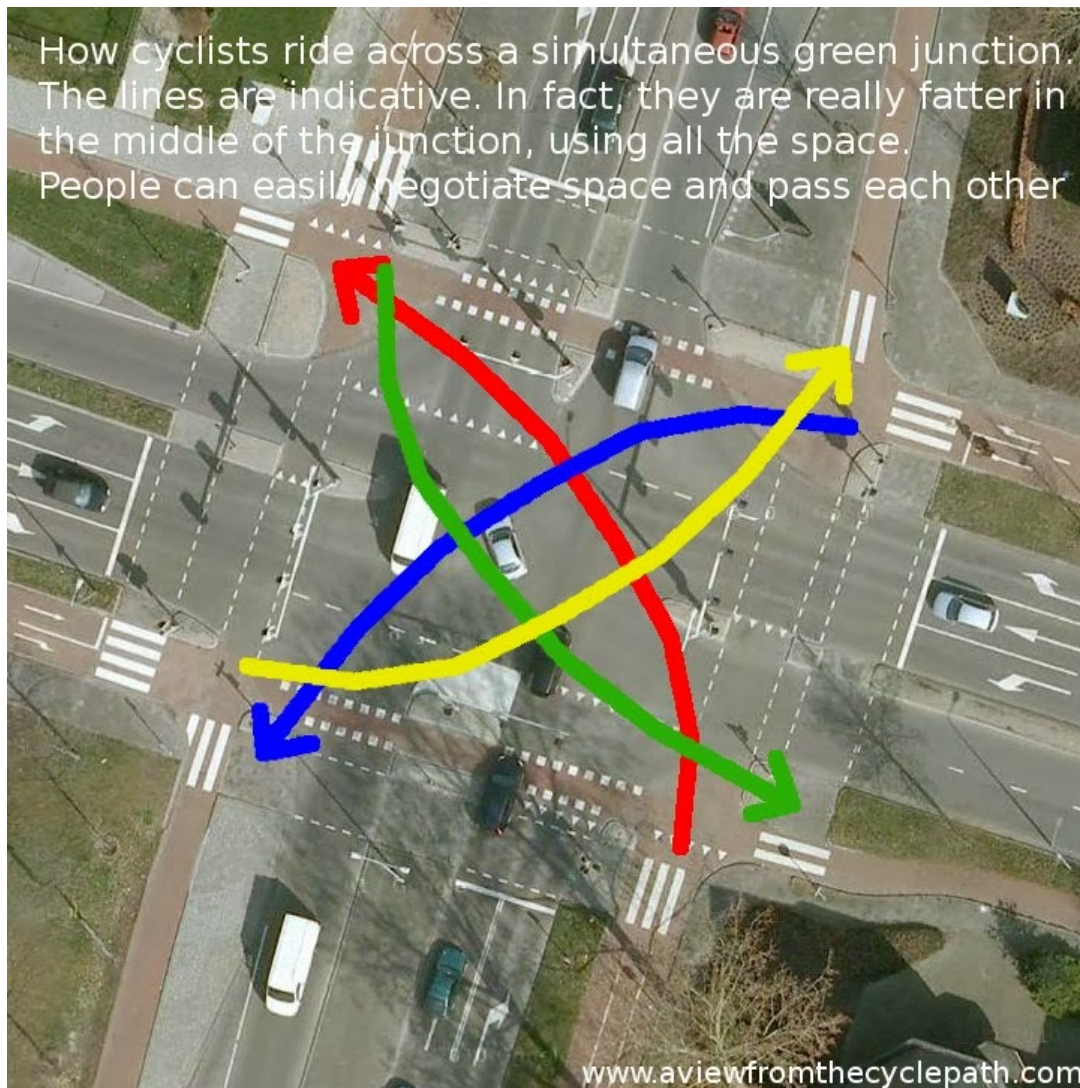 How cyclists ride across a simultaneous green junction.
The lines are indicative. In fact, they are really fatter in
the middle of the junction, using all the space.
People can easily negotiate space and pass each other
www.aviewfromthecyclepath.com